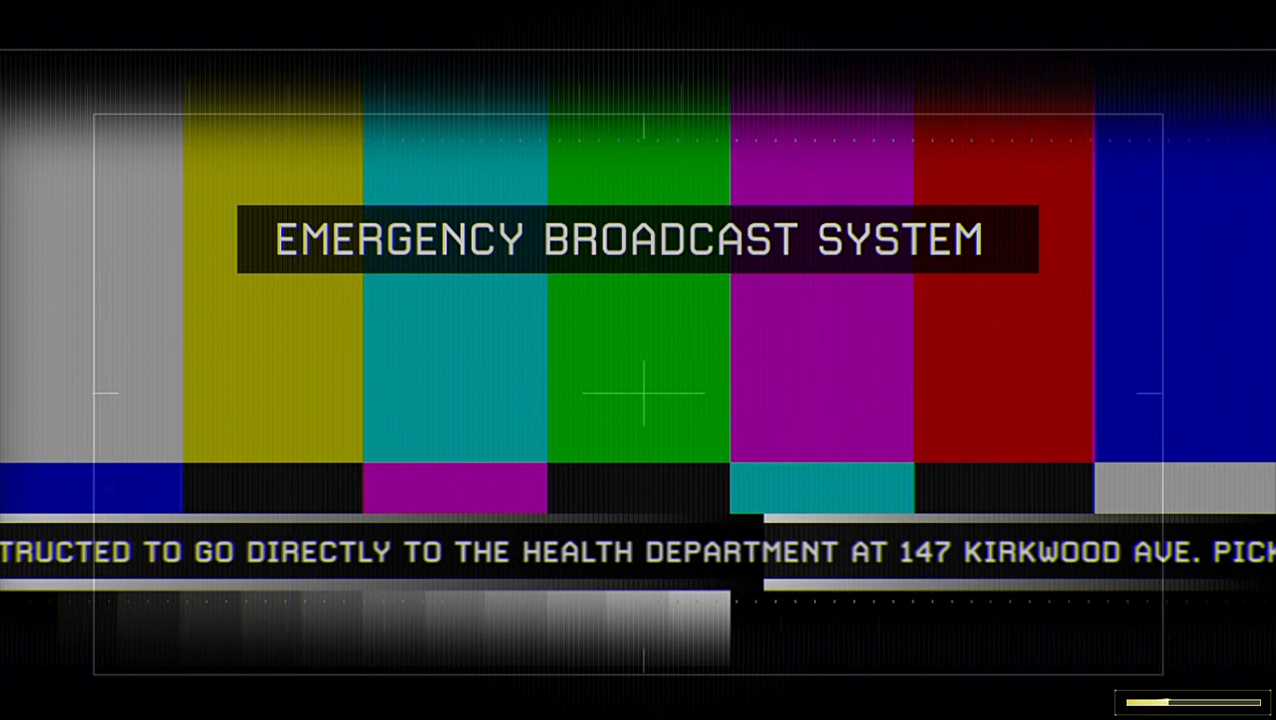 EMERGENCY BROADCAST SYSTEM
TRUCTED TO GO DIRECTLY TO THE HEALTH DEPARTMENT AT 147 KIRKWOOD AVE. PICK